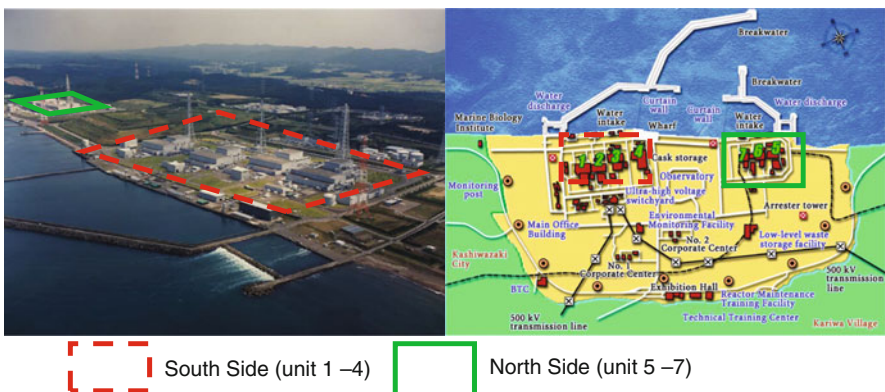 Breakwater
Breakwater
Water
discharge
Curtain
wall
Curtain
wall
Water discharge
Marine Biology
Institute
Water
intake
Wharf
Water
intake
1 2 3 4
7 6 5
Cask storage
Observatory
Monitoring
post
Ultra-high voltage
switchyard
Arrester tower
Main Office
Building
Environmental
Monitoring Facility
Low-level waste
storage facility
No. 2
Corporate Center
Kashiwazaki
City
No. 1
Corporate Center
500 kV
transmission
line
BTC
Exhibition Hall
Reactor Maintenance
Training Facility
500 kV
transmission line
Technical Training Center
Kariwa Village
South Side (unit 1 –4)
North Side (unit 5 –7)